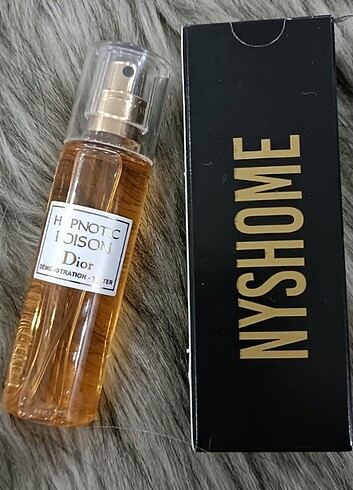 HYPNOTIC
POISON
Dior
DEMONSTRATION - TESTER
NYSHOME